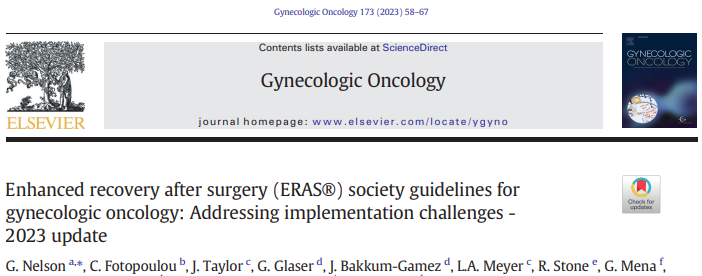 Gynecologic Oncology 173 (2023) 58–67
Contents lists available at ScienceDirect
Gynecologic Oncology
journal homepage: www.elsevier.com/locate/ygyno
ELSEVIER
GYNECOLOGIC
ONCOLOGY
Enhanced recovery after surgery (ERAS®) society guidelines for
gynecologic oncology: Addressing implementation challenges -
2023 update
Check for
updates
G. Nelson a,*, C. Fotopoulou b, J. Taylor c, G. Glaser d, J. Bakkum-Gamez d, L.A. Meyer c, R. Stone e, G. Mena f,